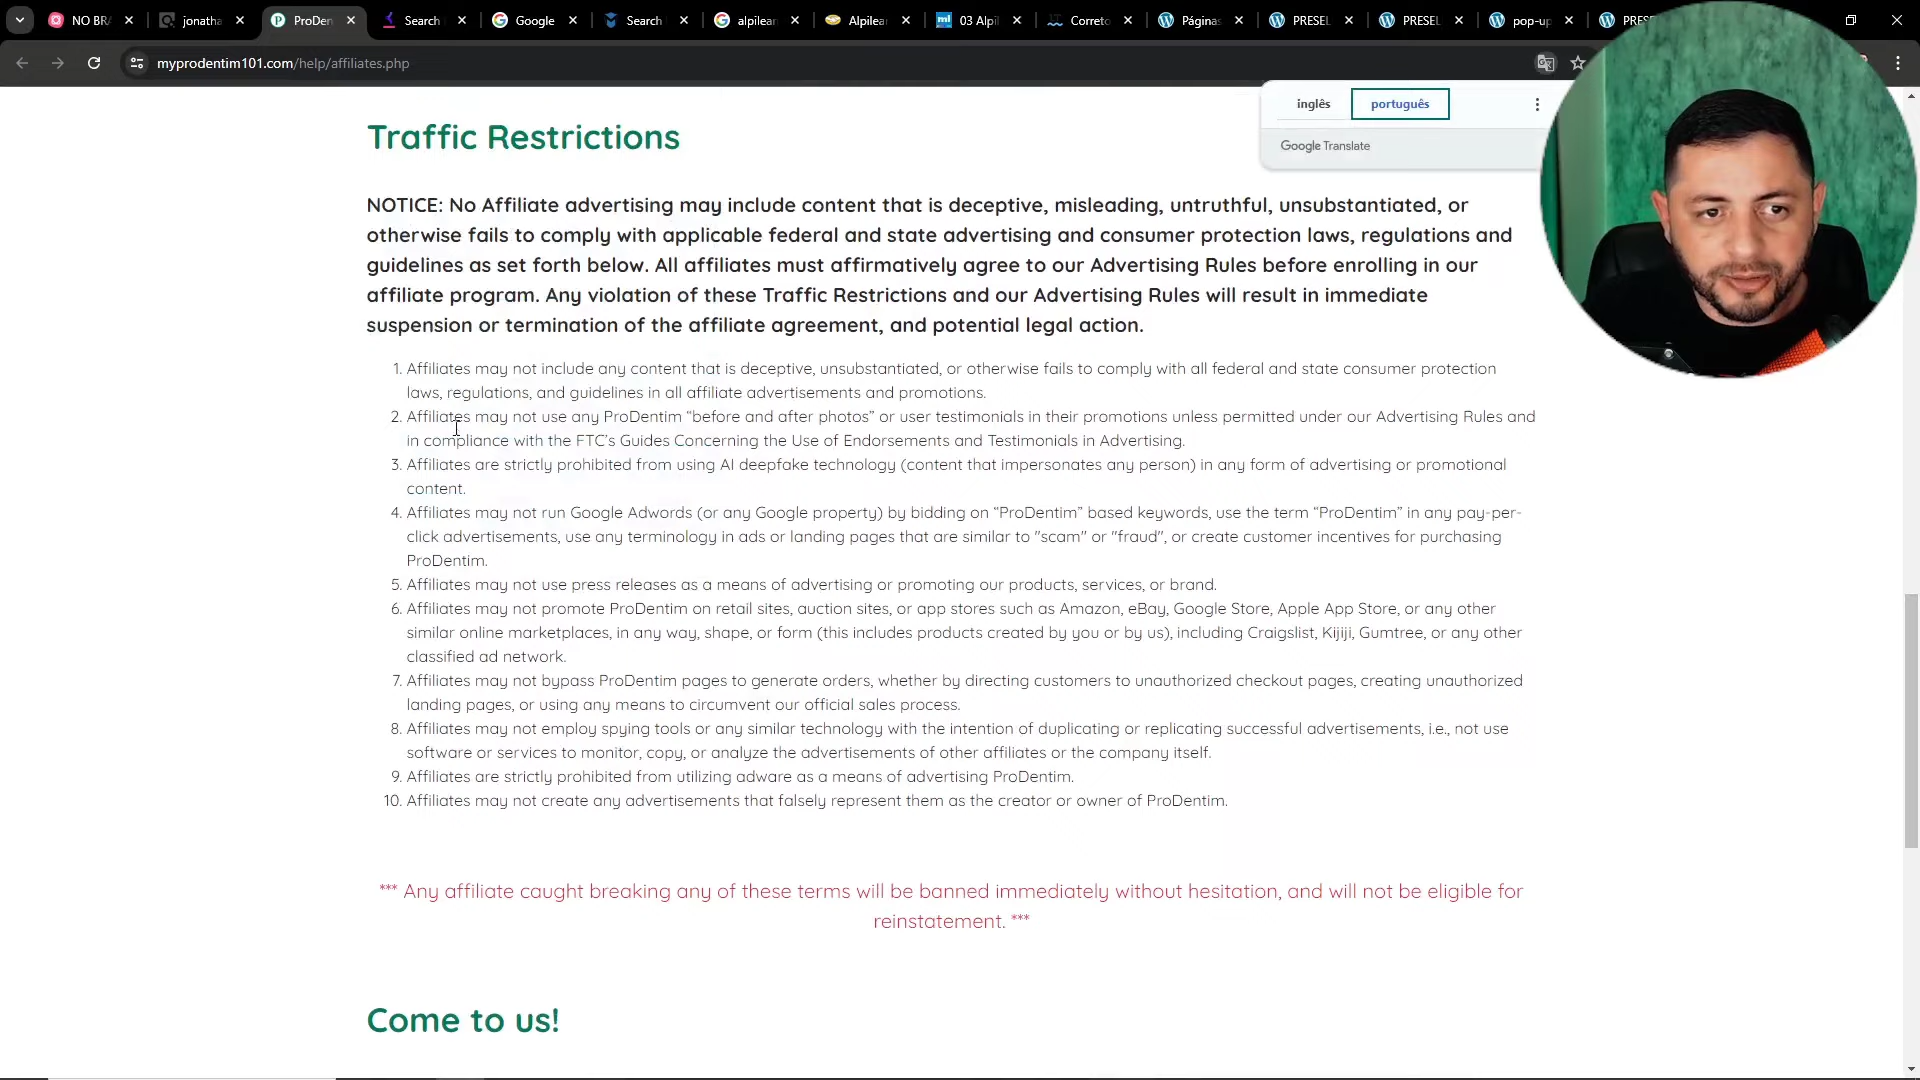 NO BRA
jonatha
ProDen
Search
Google
Search
alpilear
Alpilea
03 Alpil
Corret
Páginas
PRESEL
PRESEL
pop-up
PRES
myprodentim101.com/help/affiliates.php
inglês
português
Google Translate
Traffic Restrictions
NOTICE: No Affiliate advertising may include content that is deceptive, misleading, untruthful, unsubstantiated, or
otherwise fails to comply with applicable federal and state advertising and consumer protection laws, regulations and
guidelines as set forth below. All affiliates must affirmatively agree to our Advertising Rules before enrolling in our
affiliate program. Any violation of these Traffic Restrictions and our Advertising Rules will result in immediate
suspension or termination of the affiliate agreement, and potential legal action.
1. Affiliates may not include any content that is deceptive, unsubstantiated, or otherwise fails to comply with all federal and state consumer protection
laws, regulations, and guidelines in all affiliate advertisements and promotions.
2. Affiliates may not use any ProDentim “before and after photos” or user testimonials in their promotions unless permitted under our Advertising Rules and
in compliance with the FTC’s Guides Concerning the Use of Endorsements and Testimonials in Advertising.
3. Affiliates are strictly prohibited from using AI deepfake technology (content that impersonates any person) in any form of advertising or promotional
content.
4. Affiliates may not run Google Adwords (or any Google property) by bidding on “ProDentim” based keywords, use the term “ProDentim” in any pay-per-
click advertisements, use any terminology in ads or landing pages that are similar to "scam" or "fraud", or create customer incentives for purchasing
ProDentim.
5. Affiliates may not use press releases as a means of advertising or promoting our products, services, or brand.
6. Affiliates may not promote ProDentim on retail sites, auction sites, or app stores such as Amazon, eBay, Google Store, Apple App Store, or any other
similar online marketplaces, in any way, shape, or form (this includes products created by you or by us), including Craigslist, Kijiji, Gumtree, or any other
classified ad network.
7. Affiliates may not bypass ProDentim pages to generate orders, whether by directing customers to unauthorized checkout pages, creating unauthorized
landing pages, or using any means to circumvent our official sales process.
8. Affiliates may not employ spying tools or any similar technology with the intention of duplicating or replicating successful advertisements, i.e., not use
software or services to monitor, copy, or analyze the advertisements of other affiliates or the company itself.
9. Affiliates are strictly prohibited from utilizing adware as a means of advertising ProDentim.
10. Affiliates may not create any advertisements that falsely represent them as the creator or owner of ProDentim.
*** Any affiliate caught breaking any of these terms will be banned immediately without hesitation, and will not be eligible for
reinstatement. ***
Come to us!